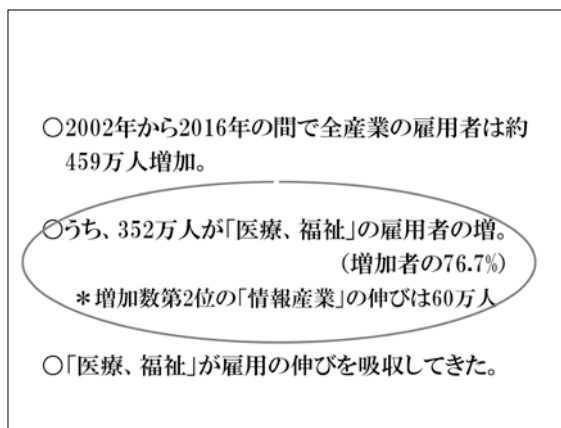 ○2002年から2016年の間で全産業の雇用者は約
459万人増加。
○うち、352万人が「医療、福祉」の雇用者の増。
（増加者の76.7%）
＊増加数第2位の「情報産業」の伸びは60万人
○「医療、福祉」が雇用の伸びを吸収してきた。